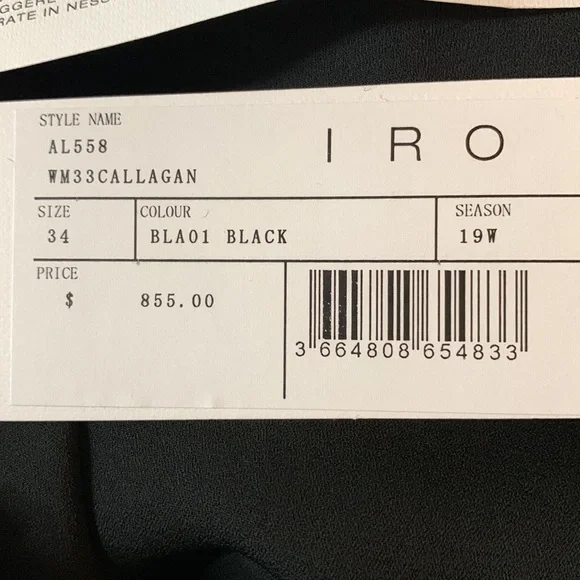 RATE IN NESS
STYLE NAME
AL558
WM33CALLAGAN
IRO
SIZE
34
COLOUR
BLA01 BLACK
SEASON
19W
PRICE
$ 855.00
3 664808 654833